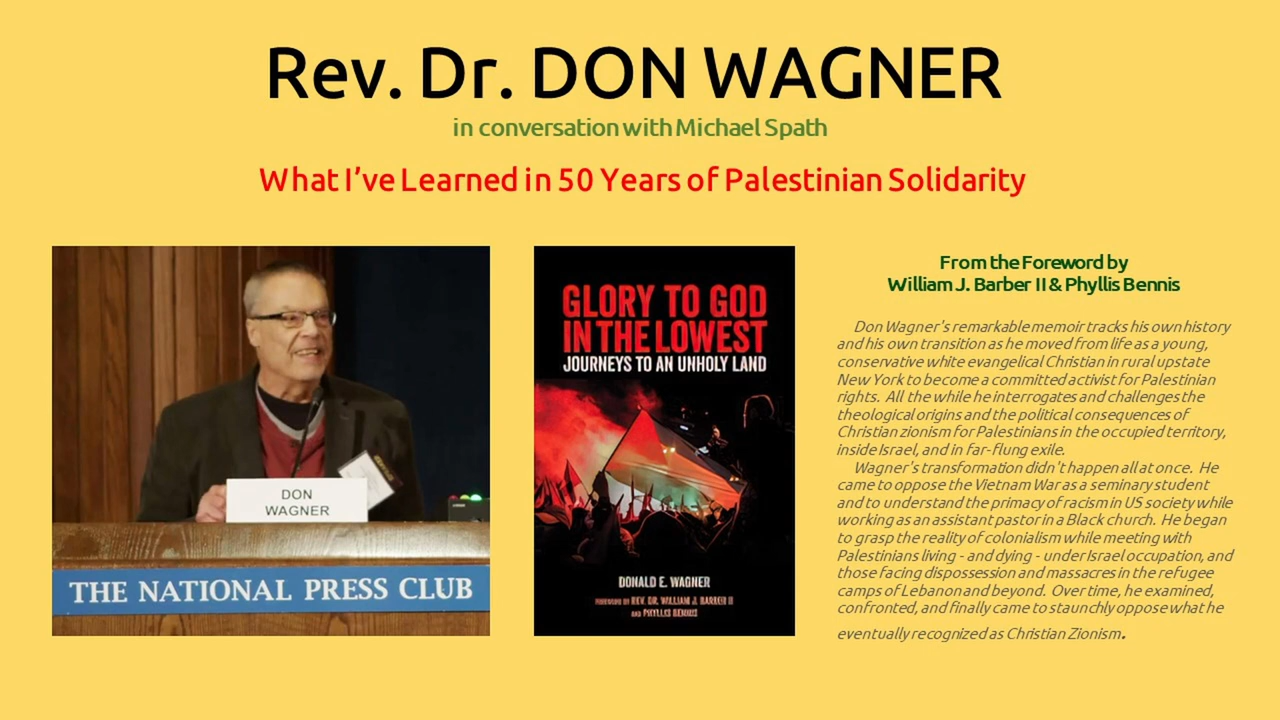 Rev. Dr. DON WAGNER
in conversation with Michael Spath
What I've Learned in 50 Years of Palestinian Solidarity
DON
WAGNER
THE NATIONAL PRESS CLUB
GLORY TO GOD
IN THE LOWEST
JOURNEYS TO AN UNHOLY LAND
DONALD E. WAGNER
FOREWORD BY REV. DR. WILLIAM J. BARBER II
AND PHYLLIS BENNIS
From the Foreword by
William J. Barber II & Phyllis Bennis
Don Wagner's remarkable memoir tracks his own history
and his own transition as he moved from life as a young,
conservative white evangelical Christian in rural upstate
New York to become a committed activist for Palestinian
rights. All the while he interrogates and challenges the
theological origins and the political consequences of
Christian zionism for Palestinians in the occupied territory,
inside Israel, and in far-flung exile.
Wagner's transformation didn't happen all at once. He
came to oppose the Vietnam War as a seminary student
and to understand the primacy of racism in US society while
working as an assistant pastor in a Black church. He began
to grasp the reality of colonialism while meeting with
Palestinians living - and dying - under Israel occupation, and
those facing dispossession and massacres in the refugee
camps of Lebanon and beyond. Over time, he examined,
confronted, and finally came to staunchly oppose what he
eventually recognized as Christian Zionism.